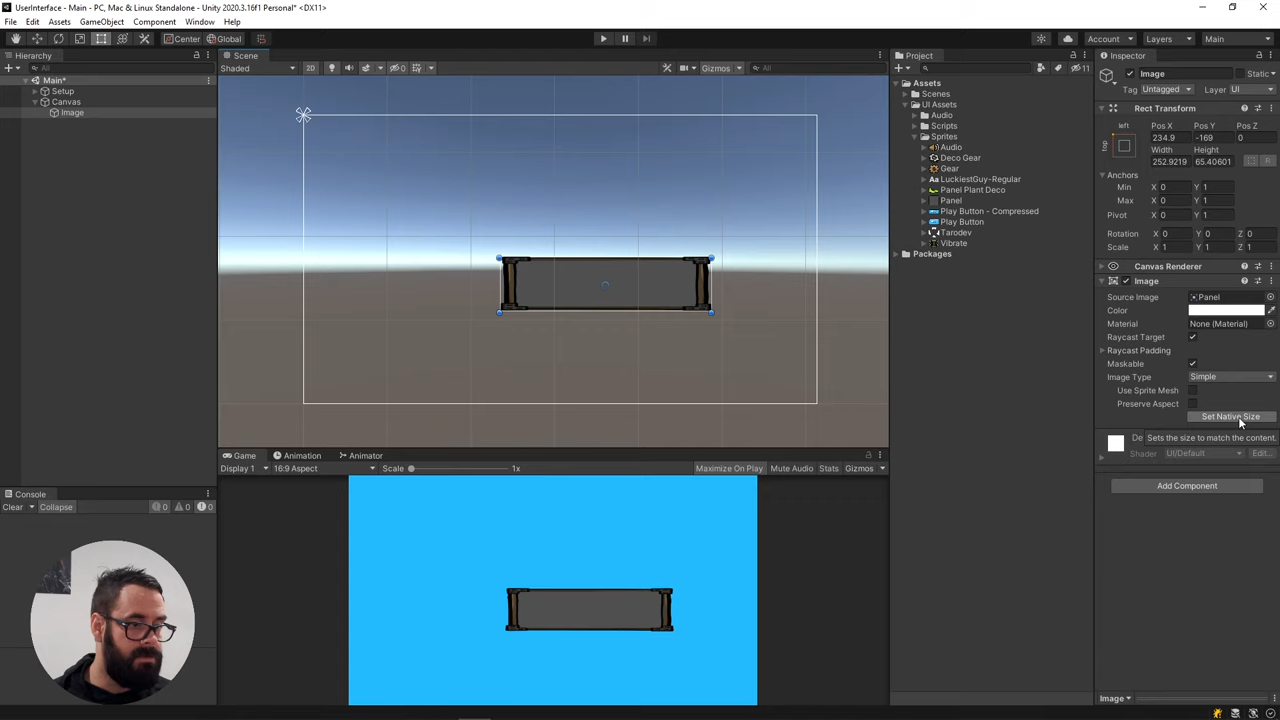 UserInterface - Main - PC, Mac & Linux Standalone - Unity 2020.3.16f1 Personal* <DX11>
File Edit Assets GameObject Component Window Help
Center Global Account Layers Main
Hierarchy Scene Project Inspector
All Shaded 2D 0 Gizmos All 11 Image Static
Main*
Setup
Canvas
Image
Assets
Scenes
UI Assets
Audio
Scripts
Sprites
Audio
Deco Gear
Gear
LuckiestGuy-Regular
Panel Plant Deco
Panel
Play Button - Compressed
Play Button
Tarodev
Vibrate
Packages
Tag Untagged Layer UI
Rect Transform
left Pos X Pos Y Pos Z
top 234.9 -169 0
Width Height
252.9219 65.40601 R
Anchors
Min X 0 Y 1
Max X 0 Y 1
Pivot X 0 Y 1
Rotation X 0 Y 0 Z 0
Scale X 1 Y 1 Z 1
Canvas Renderer
Image
Source Image Panel
Color
Material None (Material)
Raycast Target
Raycast Padding
Maskable
Image Type Simple
Use Sprite Mesh
Preserve Aspect
Set Native Size
De Sets the size to match the content.
Shader UI/Default Edit...
Add Component
Game Animation Animator
Display 1 16:9 Aspect Scale 1x Maximize On Play Mute Audio Stats Gizmos
Console
Clear Collapse 0 0 0
Image